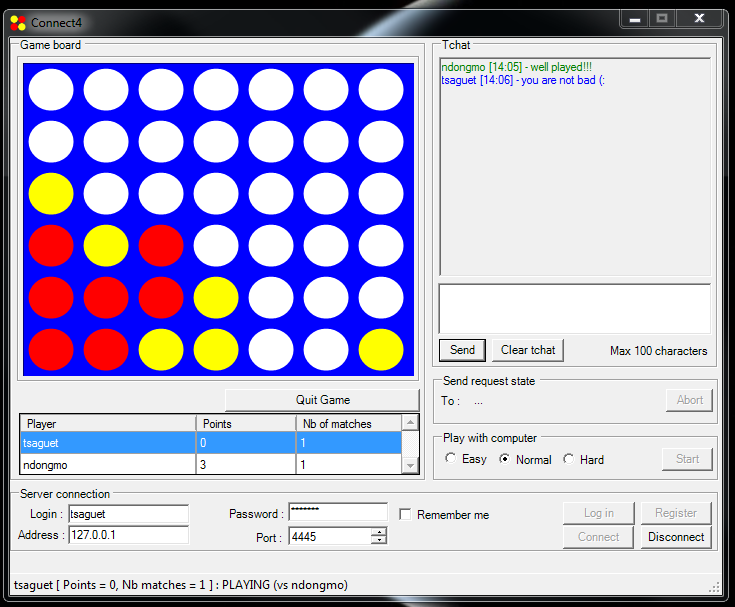 Connect4
Game board
Tchat
ndongmo [14:05] - well played!!!
tsaguet [14:06] - you are not bad (:
Send
Clear tchat
Max 100 characters
Quit Game
Player Points Nb of matches
tsaguet 0 1
ndongmo 3 1
Send request state
To : ...
Abort
Play with computer
Easy Normal Hard
Start
Server connection
Login : tsaguet
Password : *******
Remember me
Log in Register
Address : 127.0.0.1
Port : 4445
Connect Disconnect
tsaguet [ Points = 0, Nb matches = 1 ] : PLAYING (vs ndongmo)